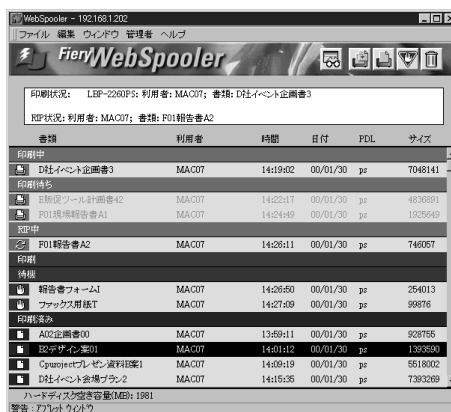 WebSpooler - 192.168.1.202
ファイル 編集 ウィンドウ 管理者 ヘルプ
Fiery WebSpooler
印刷状況: LBP-2260PS: 利用者: MAC07; 書類: D社イベント企画書3
RIP状況: 利用者: MAC07; 書類: F01報告書A2
書類 利用者 時間 日付 PDL サイズ
印刷中
D社イベント企画書3 MAC07 14:19:02 00/01/30 ps 7048141
印刷待ち
E販促ツール計画書42 MAC07 14:22:17 00/01/30 ps 4836891
F01現場報告書A1 MAC07 14:24:49 00/01/30 ps 1925649
RIP中
F01報告書A2 MAC07 14:26:11 00/01/30 ps 746057
印刷
待機
報告書フォームI MAC07 14:26:50 00/01/30 ps 254013
ファックス用紙T MAC07 14:27:09 00/01/30 ps 99876
印刷済み
A02企画書00 MAC07 13:59:11 00/01/30 ps 928755
B2デザイン案01 MAC07 14:01:12 00/01/30 ps 1393590
Cprojectプレゼン資料B案1 MAC07 14:09:19 00/01/30 ps 5518002
D社イベント会場プラン2 MAC07 14:15:35 00/01/30 ps 7393269
ハードディスク空き容量(MB): 1981
警告: アプレット ウィンドウ